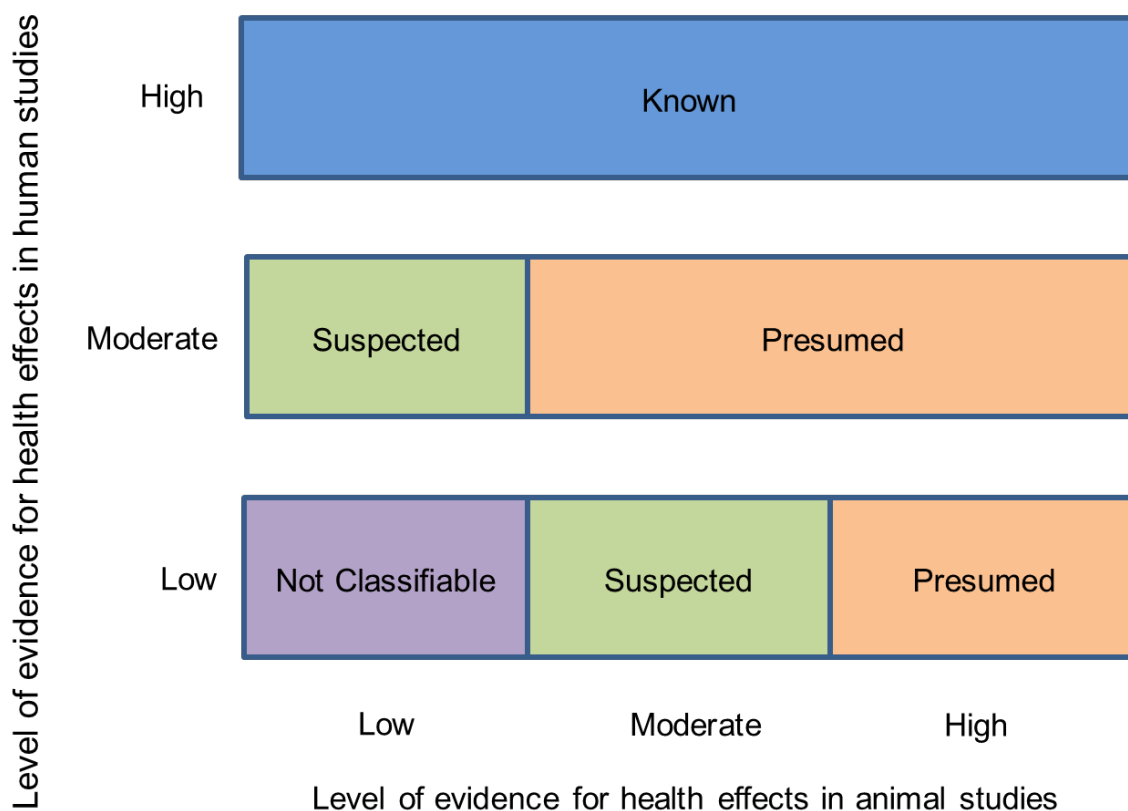 Level of evidence for health effects in human studies
High
Known
Moderate
Suspected
Presumed
Low
Not Classifiable
Suspected
Presumed
Low
Moderate
High
Level of evidence for health effects in animal studies